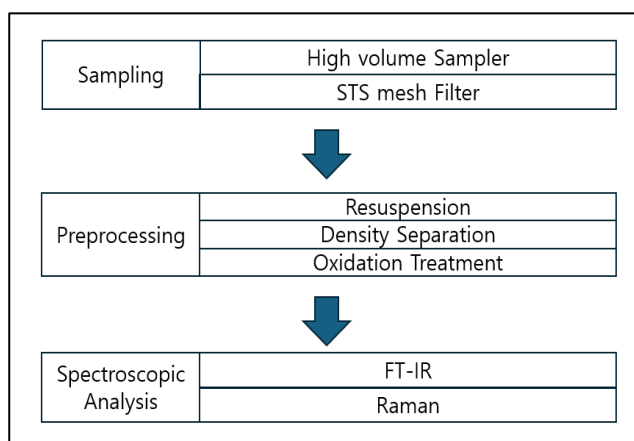 Sampling
High volume Sampler
STS mesh Filter
Preprocessing
Resuspension
Density Separation
Oxidation Treatment
Spectroscopic
Analysis
FT-IR
Raman